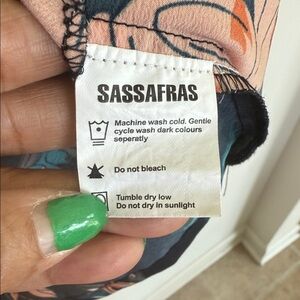 SASSAFRAS
Machine wash cold. Gentle
cycle wash dark colours
seperatly
Do not bleach
Tumble dry low
Do not dry in sunlight